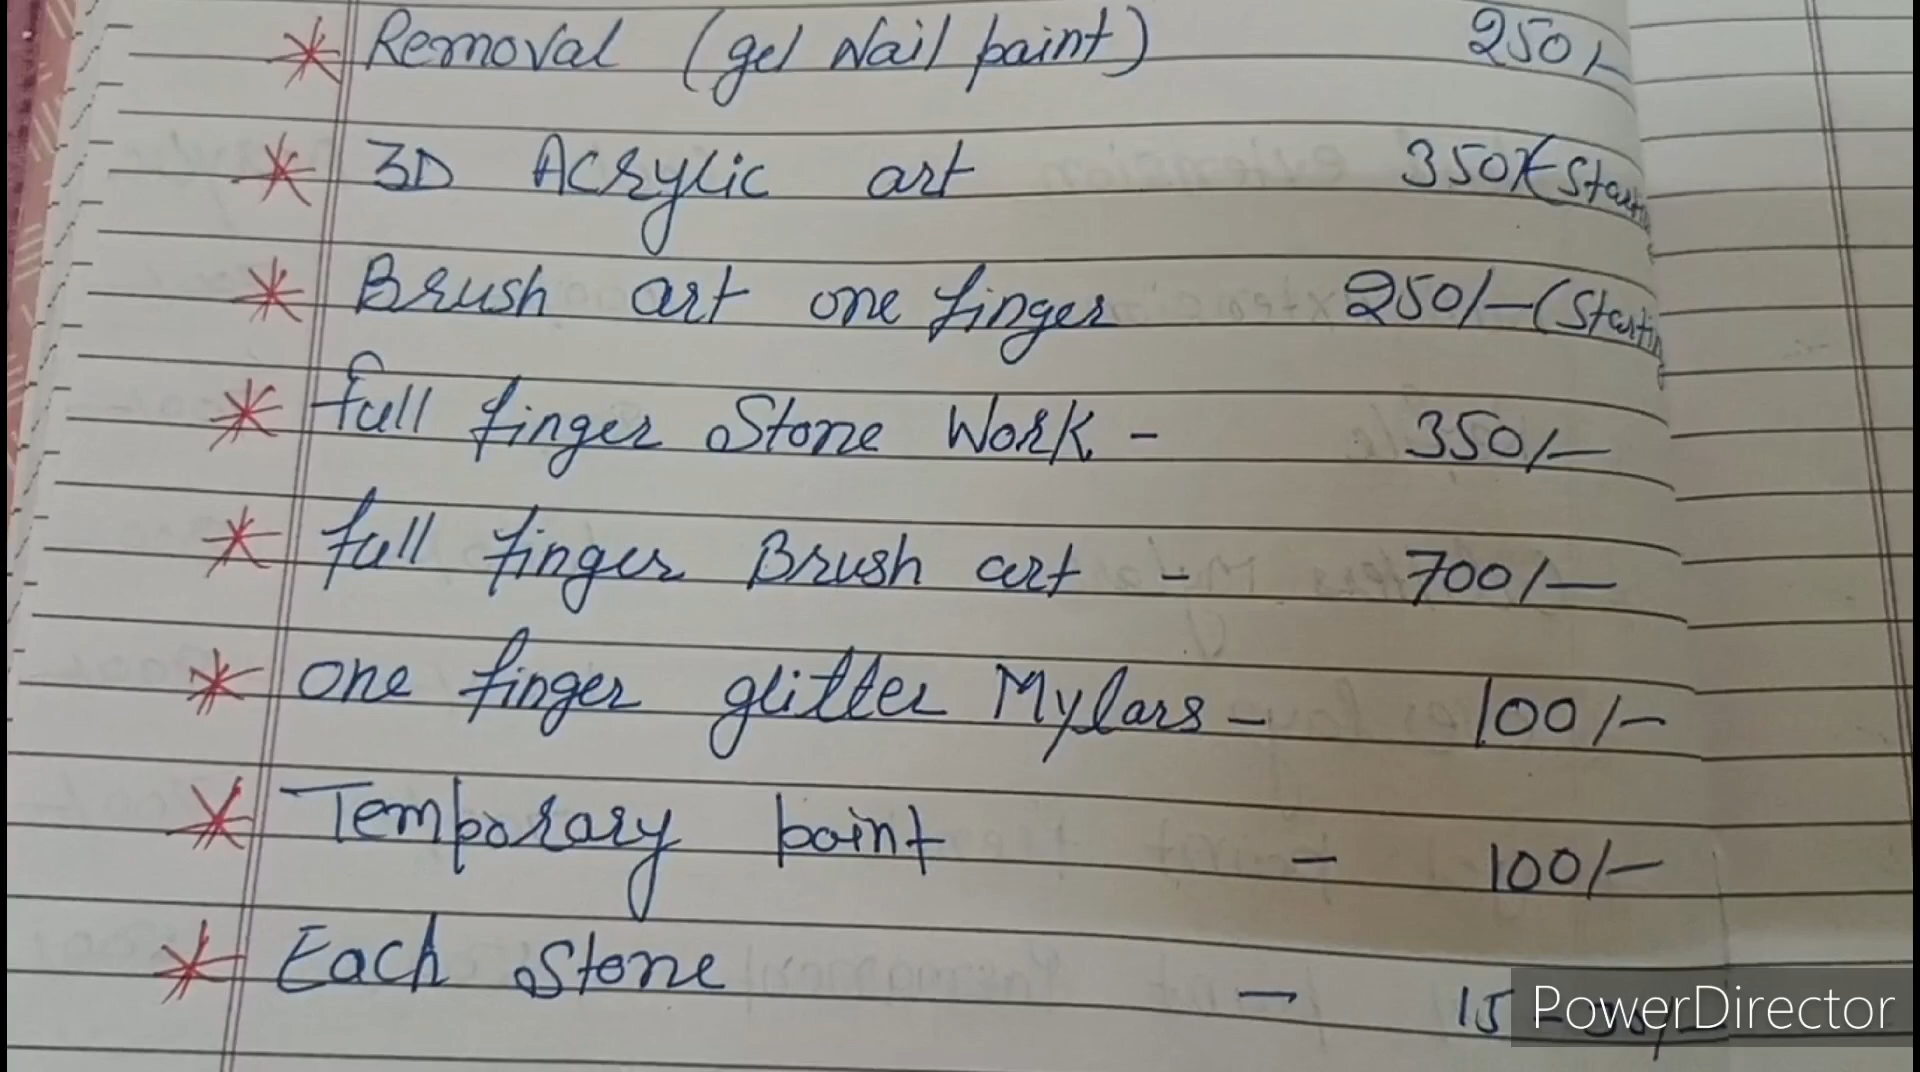 * Removal (gel Nail paint) 250/-
* 3D Acrylic art 350/-
* Brush art one finger 250/- (Starting
* full finger Stone Work - 350/-
* full finger Brush art - 700/-
* one finger glitter Mylars - 100/-
* Temporary paint - 100/-
* Each Stone - 15
PowerDirector